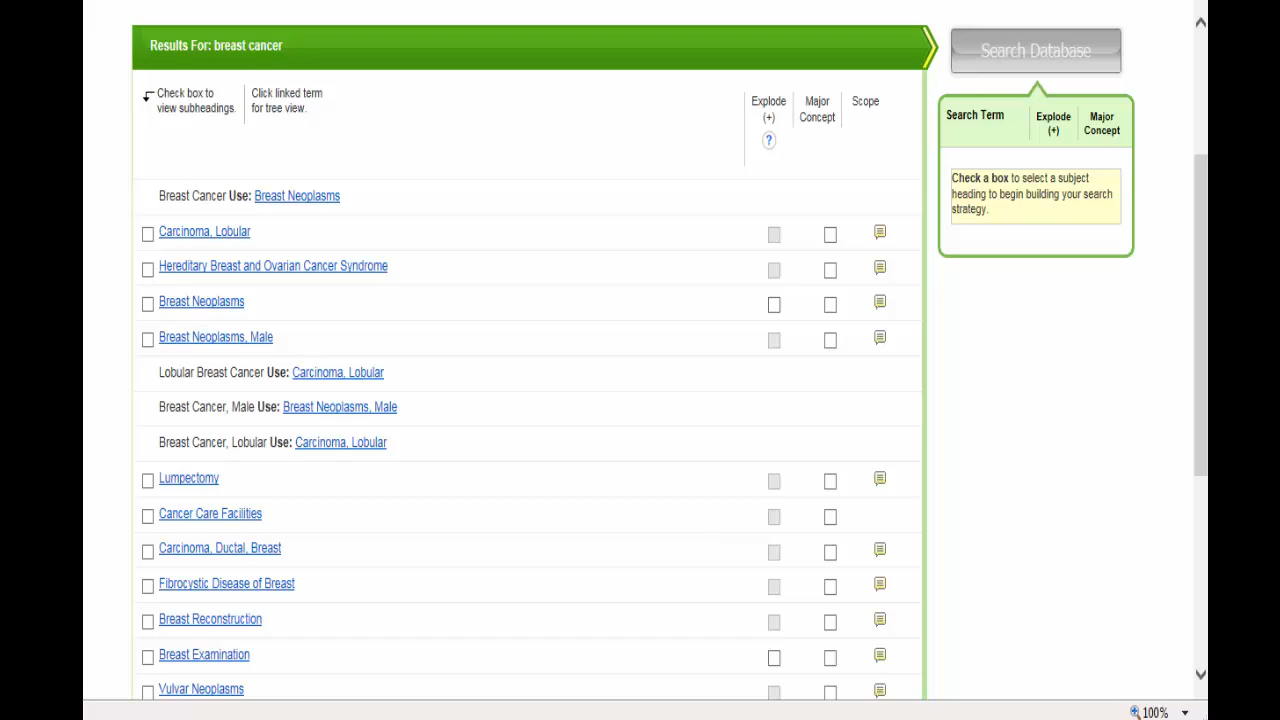 Results For: breast cancer
Search Database
Check box to
view subheadings.
Click linked term
for tree view.
Explode
(+)
?
Major
Concept
Scope
Search Term
Explode
(+)
Major
Concept
Check a box to select a subject
heading to begin building your search
strategy.
Breast Cancer Use: Breast Neoplasms
Carcinoma, Lobular
Hereditary Breast and Ovarian Cancer Syndrome
Breast Neoplasms
Breast Neoplasms, Male
Lobular Breast Cancer Use: Carcinoma, Lobular
Breast Cancer, Male Use: Breast Neoplasms, Male
Breast Cancer, Lobular Use: Carcinoma, Lobular
Lumpectomy
Cancer Care Facilities
Carcinoma, Ductal, Breast
Fibrocystic Disease of Breast
Breast Reconstruction
Breast Examination
Vulvar Neoplasms
100%